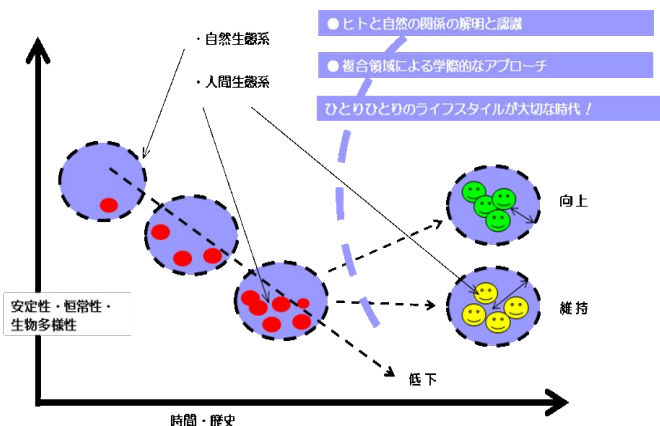 ・自然生態系
・人間生態系
●ヒトと自然の関係の解明と認識
●複合領域による学際的なアプローチ
ひとりひとりのライフスタイルが大切な時代！
向上
維持
低下
安定性・恒常性・
生物多様性
時間・歴史